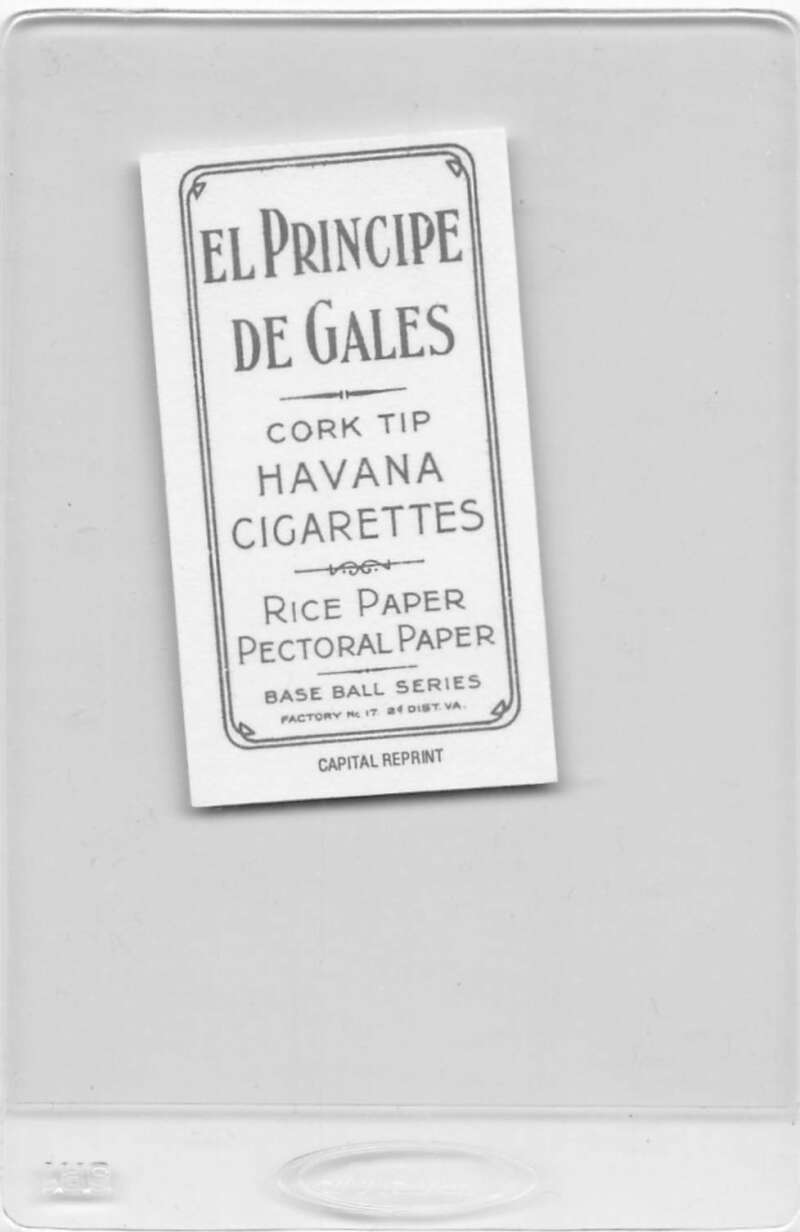 EL PRINCIPE
DE GALES
CORK TIP
HAVANA
CIGARETTES
RICE PAPER
PECTORAL PAPER
BASE BALL SERIES
FACTORY No 17. 2d DIST. VA.
CAPITAL REPRINT